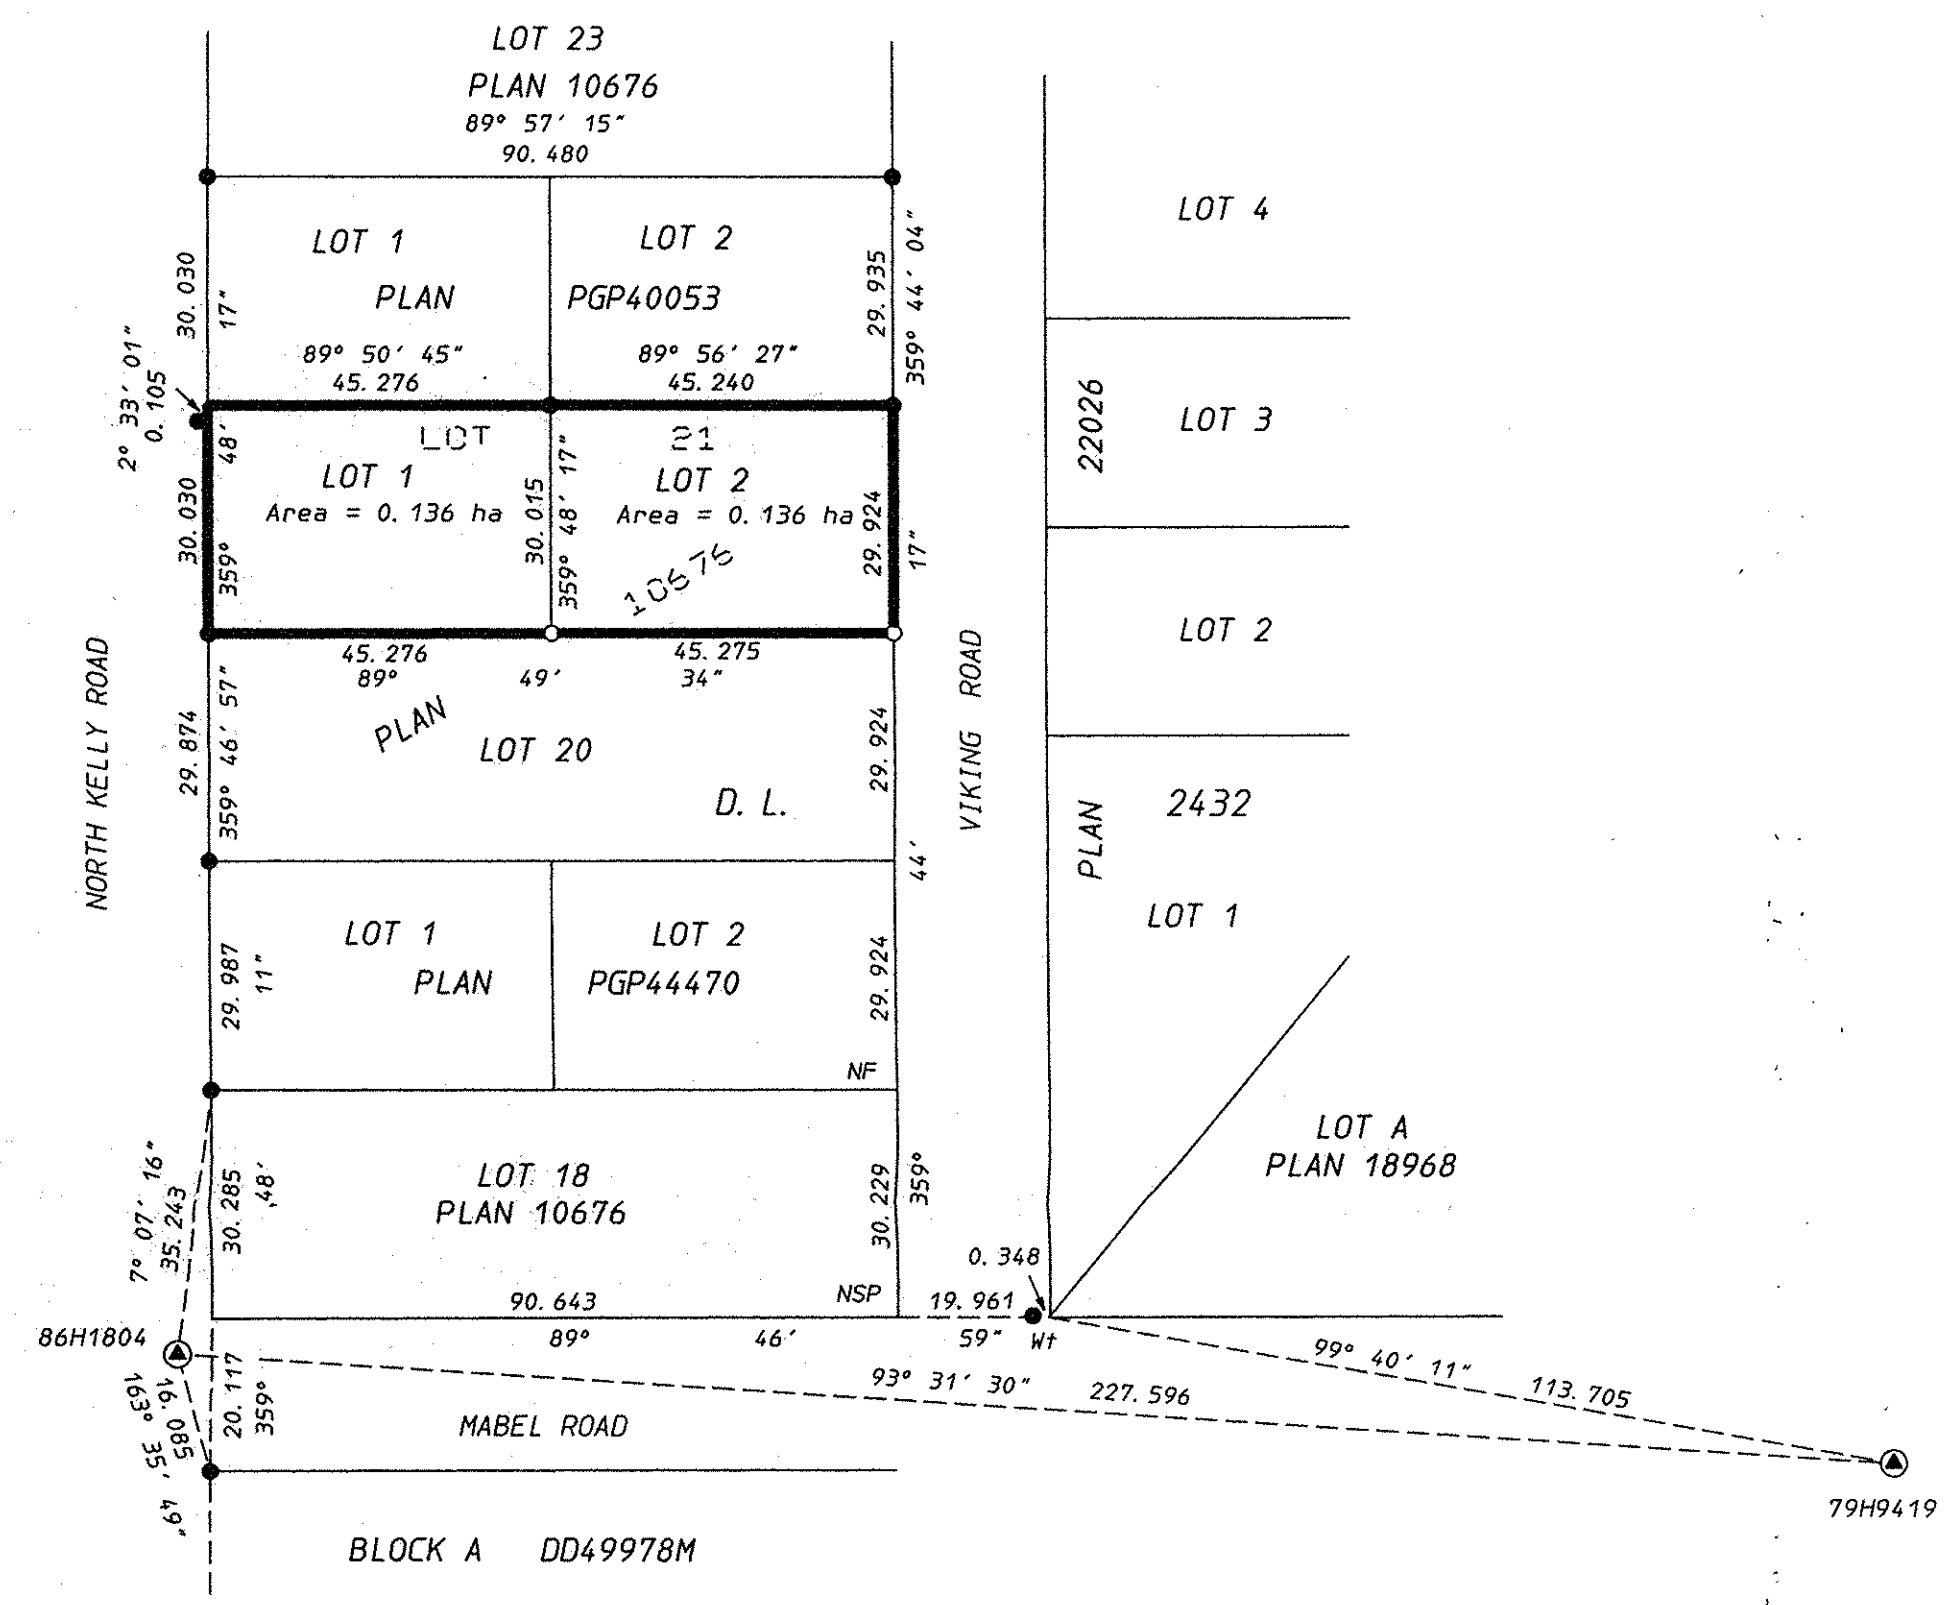 LOT 23
PLAN 10676
89° 57' 15"
90.480
LOT 1
LOT 2
PLAN
PGP40053
30.030
17"
29.935
359° 44' 04"
89° 50' 45"
45.276
89° 56' 27"
45.240
2° 33' 01"
0.105
LOT
21
LOT 1
Area = 0.136 ha
LOT 2
Area = 0.136 ha
48'
30.030
359°
30.015
359° 48' 17"
29.924
17"
10676
45.276
45.275
89°
49'
34"
NORTH KELLY ROAD
29.874
359° 46' 57"
PLAN
LOT 20
D.L.
29.924
VIKING ROAD
44'
LOT 4
22026
LOT 3
LOT 2
PLAN
2432
LOT 1
LOT 1
LOT 2
PLAN
PGP44470
29.987
11"
29.924
NF
LOT 18
PLAN 10676
7° 07' 16"
35.243
30.285
48'
30.229
359°
LOT A
PLAN 18968
0.348
NSP
90.643
19.961
89°
46'
59"
Wt
86H1804
20.117
359°
16.085
163° 35' 49"
93° 31' 30"
227.596
99° 40' 11"
113.705
MABEL ROAD
79H9419
BLOCK A
DD49978M